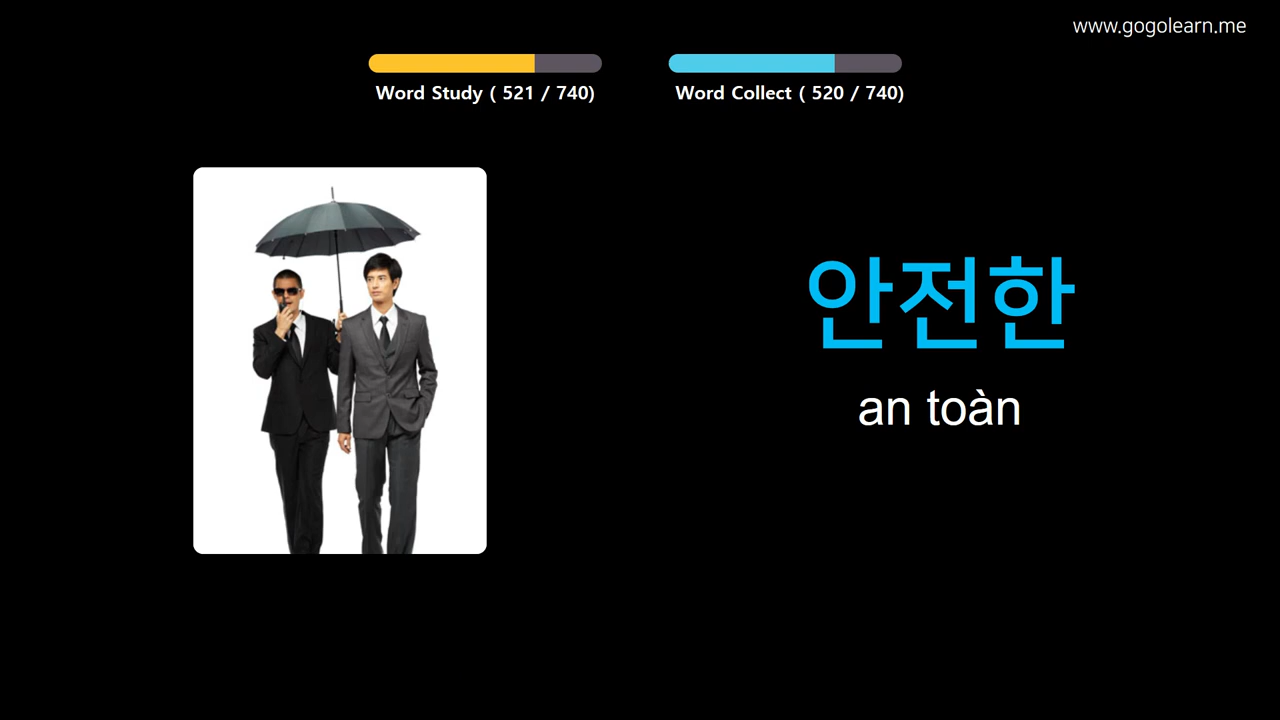 www.gogolearn.me
Word Study ( 521 / 740)
Word Collect ( 520 / 740)
안전한
an toàn